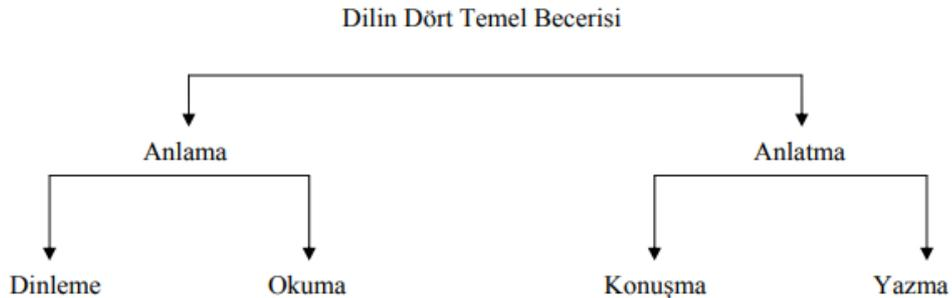 Dilin Dört Temel Becerisi
Anlama Anlatma
Dinleme Okuma Konuşma Yazma